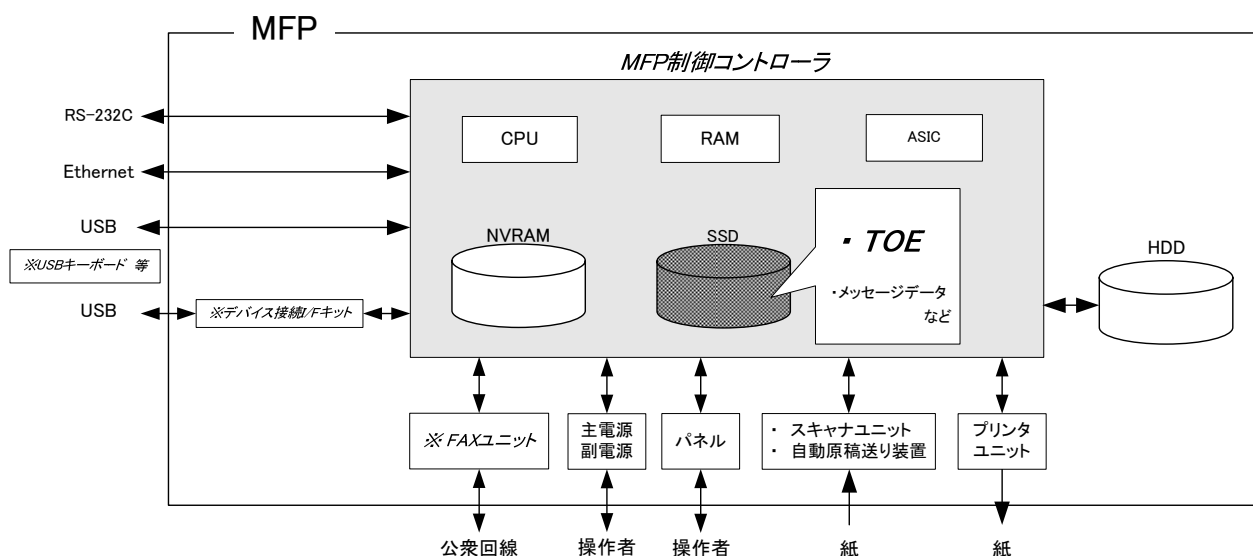 MFP
MFP制御コントローラ
RS-232C
CPU
RAM
ASIC
Ethernet
USB
NVRAM
SSD
・TOE
・メッセージデータ
など
HDD
※USBキーボード 等
USB
※デバイス接続I/Fキット
※ FAXユニット
主電源
副電源
パネル
・ スキャナユニット
・ 自動原稿送り装置
プリンタ
ユニット
公衆回線
操作者
操作者
紙
紙